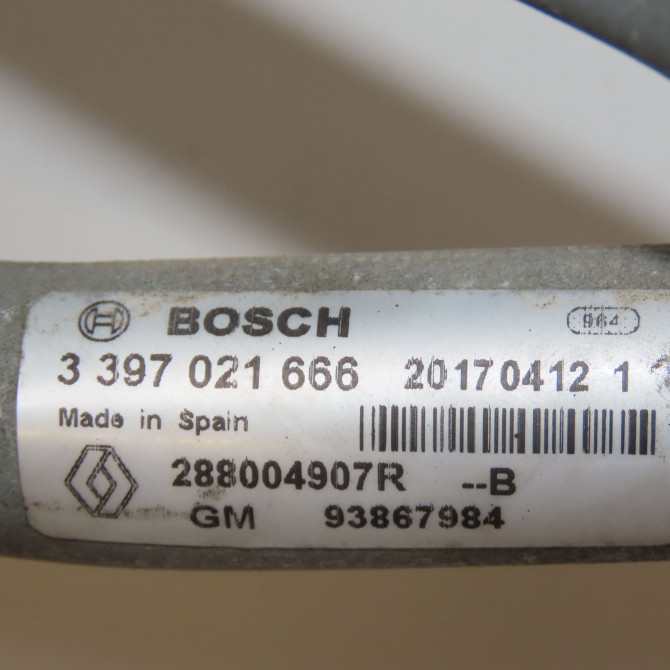 BOSCH 964
3 397 021 666 20170412 1
Made in Spain
288004907R --B
GM 93867984